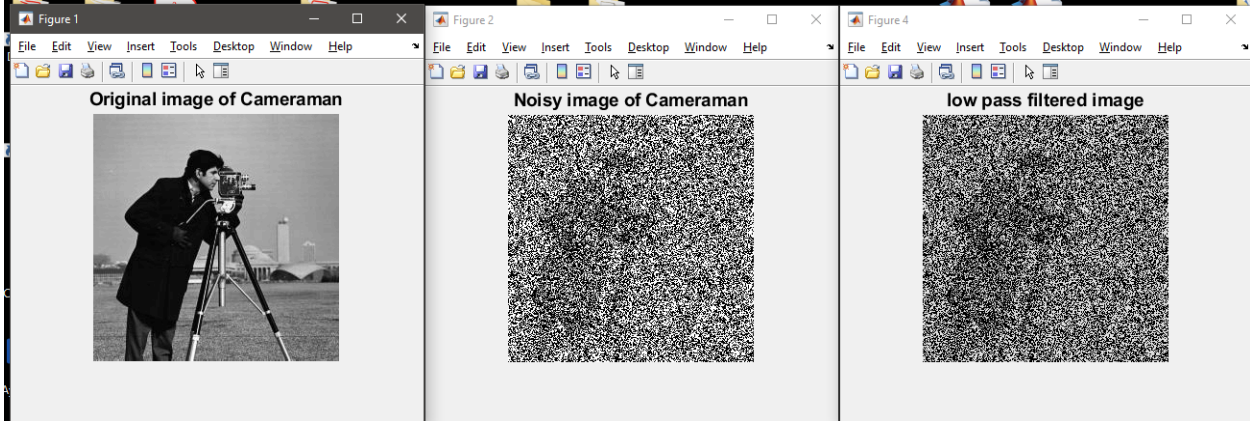 Figure 1
File Edit View Insert Tools Desktop Window Help
Original image of Cameraman
Figure 2
File Edit View Insert Tools Desktop Window Help
Noisy image of Cameraman
Figure 4
File Edit View Insert Tools Desktop Window Help
low pass filtered image